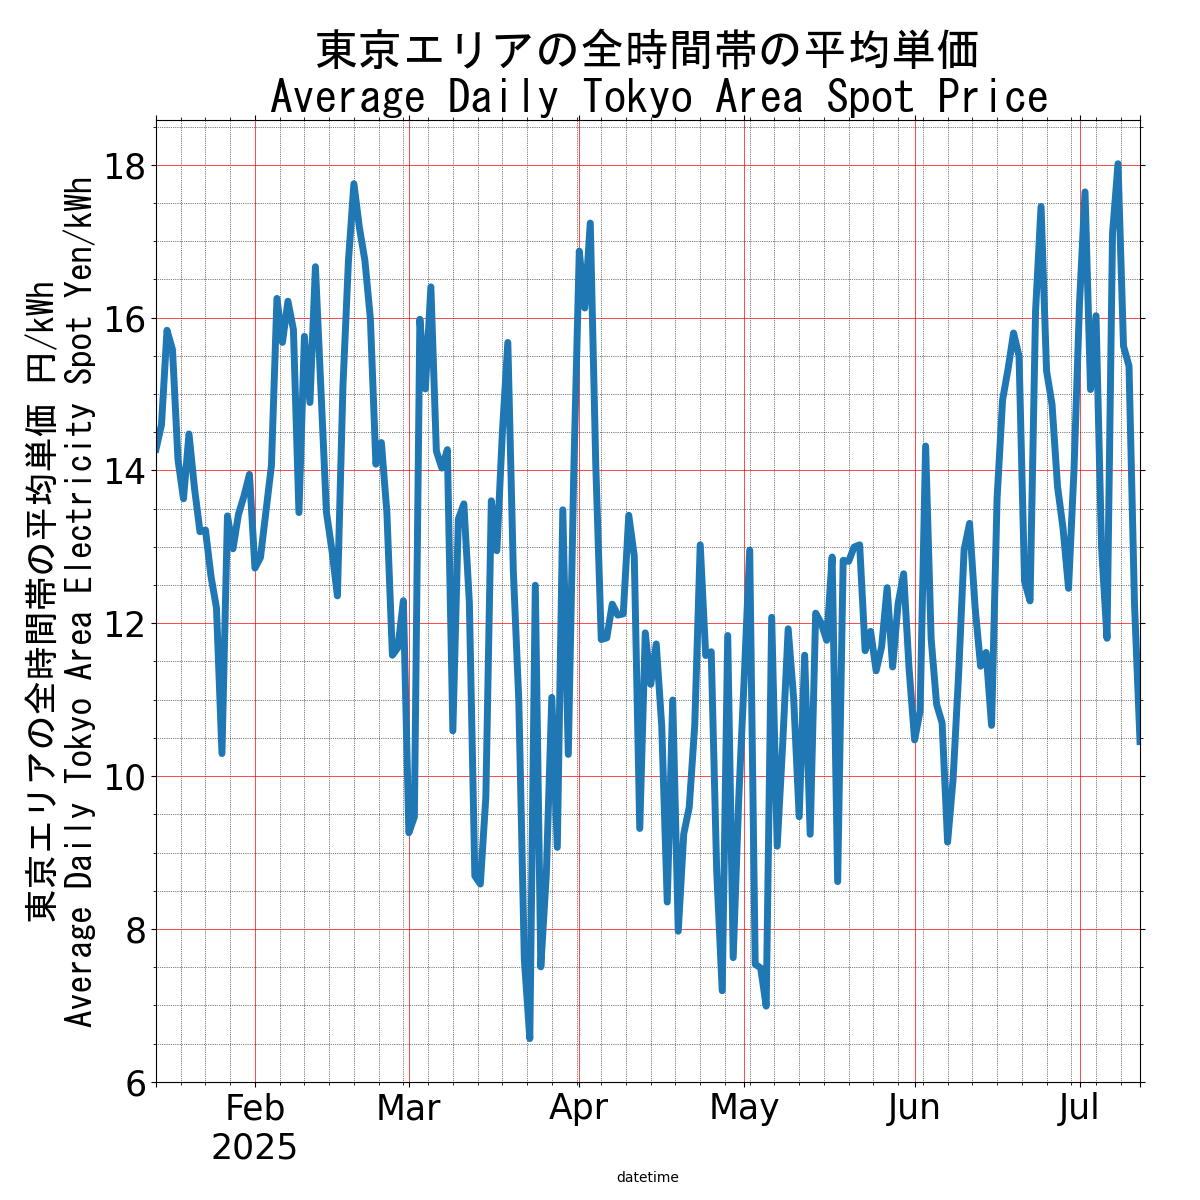 東京エリアの全時間帯の平均単価
Average Daily Tokyo Area Spot Price
東京エリアの全時間帯の平均単価 円/kWh
Average Daily Tokyo Area Electricity Spot Yen/kWh
18
16
14
12
10
8
6
Feb
2025
Mar
Apr
May
Jun
Jul
datetime